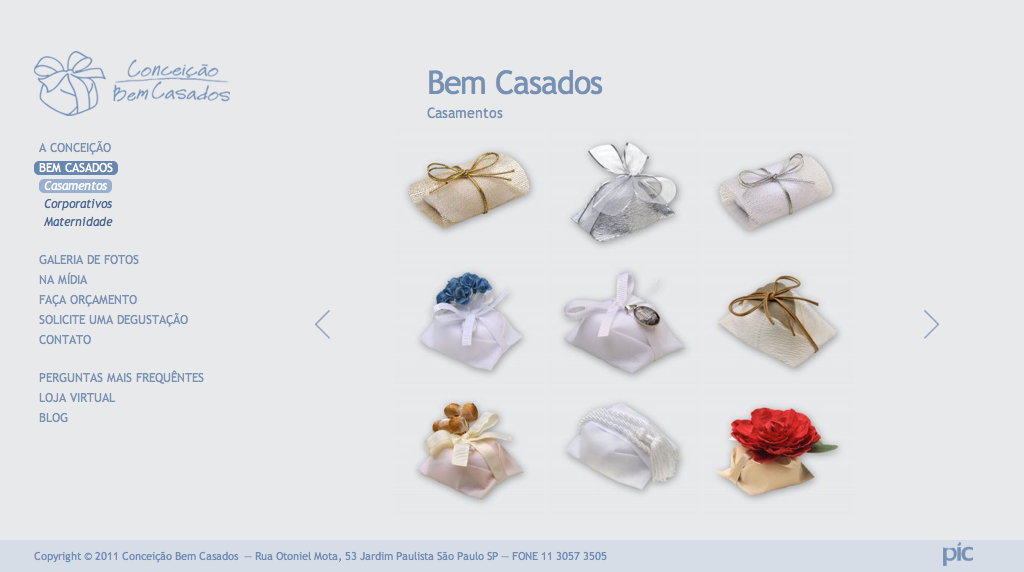 Conceição
Bem Casados
Bem Casados
Casamentos
A CONCEIÇÃO
BEM CASADOS
Casamentos
Corporativos
Maternidade
GALERIA DE FOTOS
NA MÍDIA
FAÇA ORÇAMENTO
SOLICITE UMA DEGUSTAÇÃO
CONTATO
PERGUNTAS MAIS FREQUÊNTES
LOJA VIRTUAL
BLOG
Copyright © 2011 Conceição Bem Casados — Rua Otoniel Mota, 53 Jardim Paulista São Paulo SP — FONE 11 3057 3505
pic